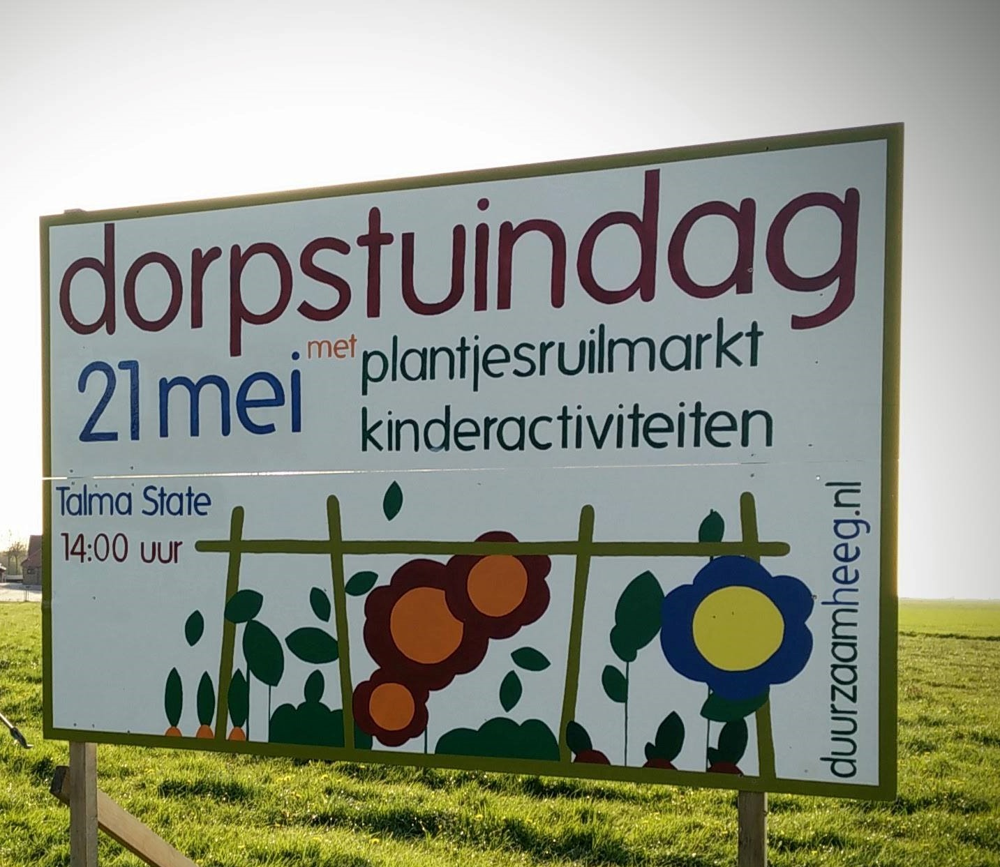 dorpstuindag
21 mei met plantjesruilmarkt
kinderactiviteiten
Talma State
14:00 uur
duurzaamheeg.nl